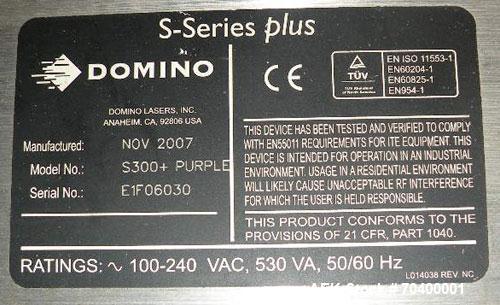 S-Series plus
DOMINO
DOMINO LASERS, INC.
ANAHEIM, CA, 92806 USA
Manufactured: NOV 2007
Model No.: S300+ PURPLE
Serial No.: E1F06030
CE
TÜV
EN ISO 11553-1
EN60204-1
EN60825-1
EN954-1
THIS DEVICE HAS BEEN TESTED AND VERIFIED TO COMPLY
WITH EN55011 REQUIREMENTS FOR ITE EQUIPMENT. THIS
DEVICE IS INTENDED FOR OPERATION IN AN INDUSTRIAL
ENVIRONMENT. USAGE IN A RESIDENTIAL ENVIRONMENT
WILL LIKELY CAUSE UNACCEPTABLE RF INTERFERENCE
FOR WHICH THE USER IS HELD RESPONSIBLE.
THIS PRODUCT CONFORMS TO THE
PROVISIONS OF 21 CFR, PART 1040.
RATINGS: ~ 100-240 VAC, 530 VA, 50/60 Hz
L014038 REV. NC
Stock # 70400001